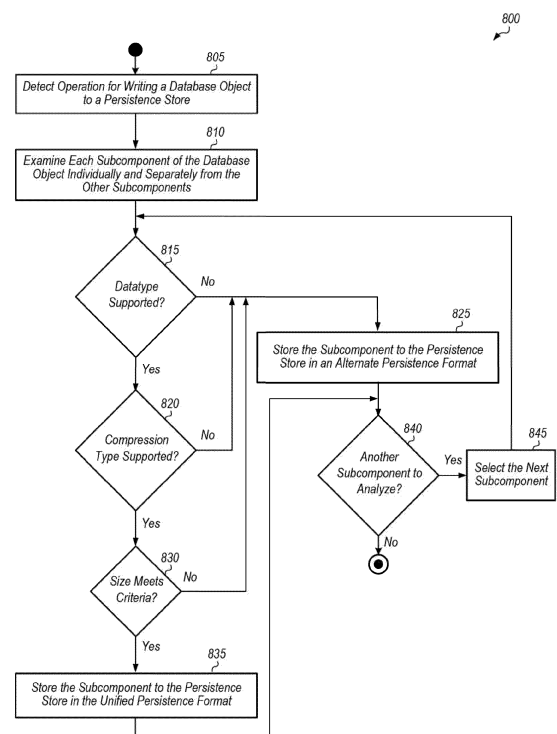 800
805
Detect Operation for Writing a Database Object
to a Persistence Store
810
Examine Each Subcomponent of the Database
Object Individually and Separately from the
Other Subcomponents
815
Datatype
Supported?
No
Yes
825
Store the Subcomponent to the Persistence
Store in an Alternate Persistence Format
820
Compression
Type Supported?
No
Yes
840
Another
Subcomponent to
Analyze?
Yes
No
845
Select the Next
Subcomponent
830
Size Meets
Criteria?
No
Yes
835
Store the Subcomponent to the Persistence
Store in the Unified Persistence Format